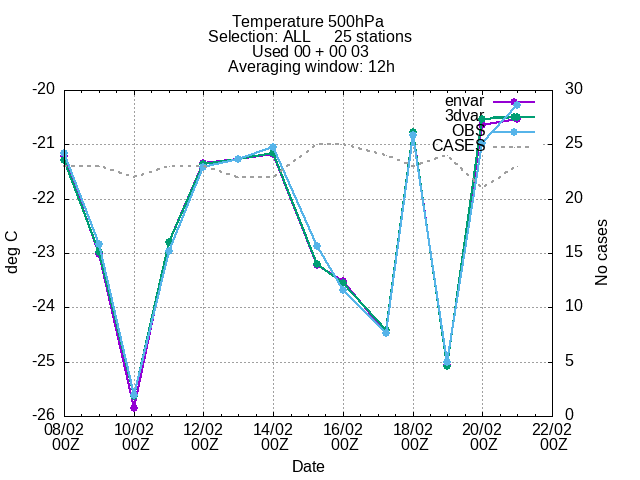 Temperature 500hPa
Selection: ALL 25 stations
Used 00 + 00 03
Averaging window: 12h
envar
3dvar
OBS
CASES
-20
-21
-22
-23
-24
-25
-26
deg C
30
25
20
15
10
5
0
No cases
08/02 10/02 12/02 14/02 16/02 18/02 20/02 22/02
00Z 00Z 00Z 00Z 00Z 00Z 00Z 00Z
Date